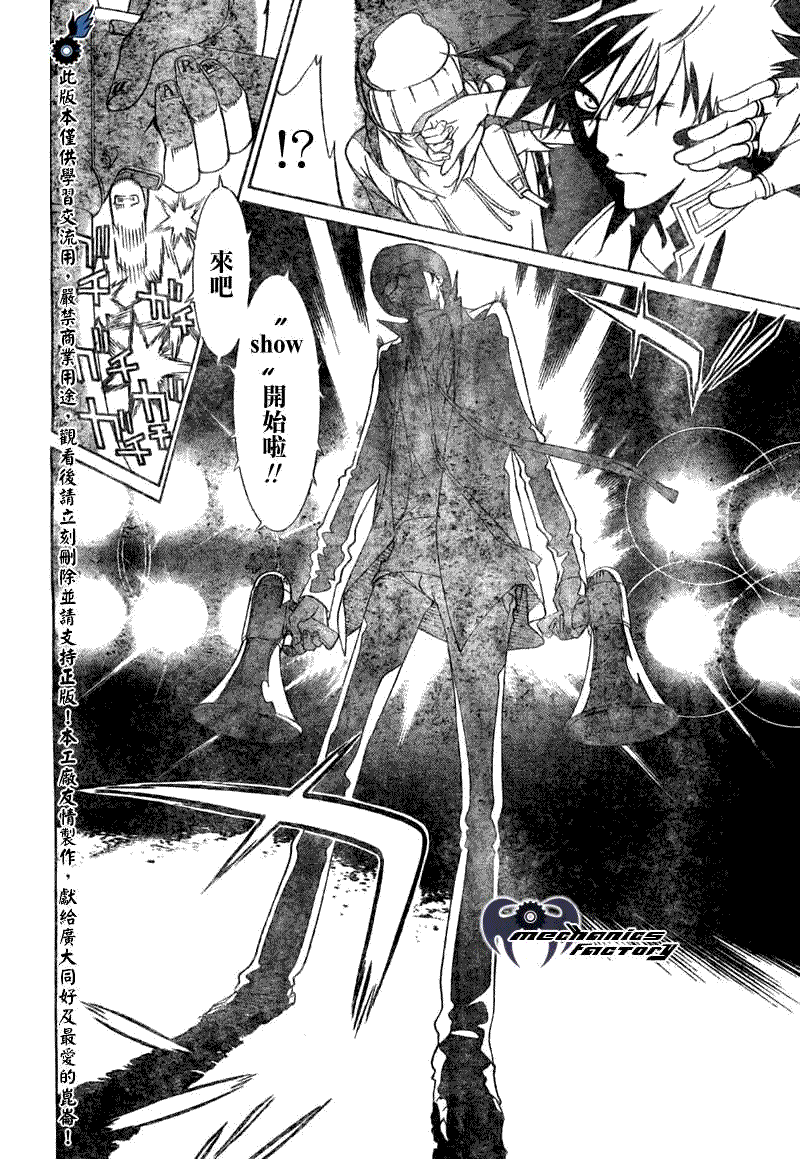 !?
來吧
〝show〞開始啦!!
此版本僅供學習交流用，嚴禁商業用途，觀看後請立刻刪除並請支持正版！本工廠友情製作，獻給廣大同好及最愛的崑崙！
mechanics
factory